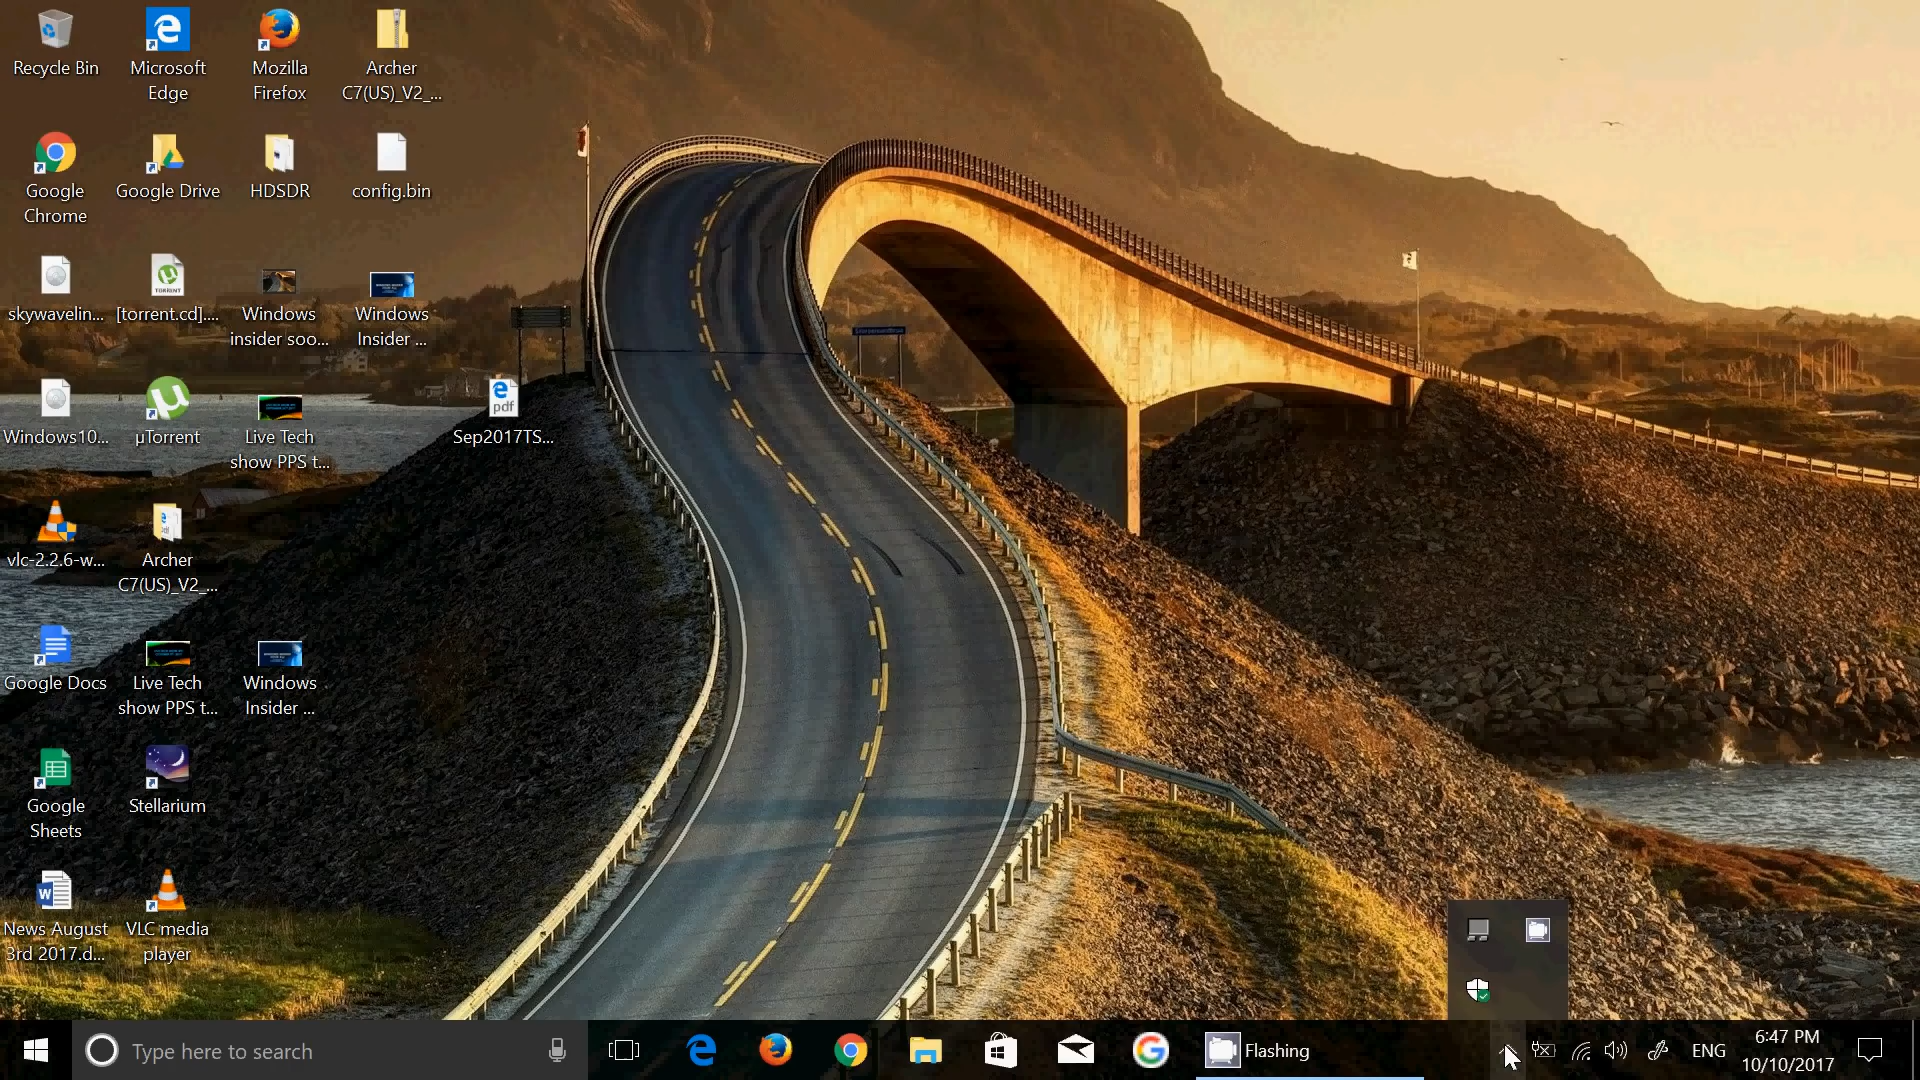 Recycle Bin
Microsoft
Edge
Mozilla
Firefox
Archer
C7(US)_V2_...
Google
Chrome
Google Drive
HDSDR
config.bin
skywavelin...
[torrent.cd]....
TORRENT
Windows
insider soo...
Windows
Insider ...
Windows10...
µTorrent
Live Tech
show PPS t...
pdf
Sep2017TS...
vlc-2.2.6-w...
Archer
C7(US)_V2_...
Google Docs
Live Tech
show PPS t...
Windows
Insider ...
Google
Sheets
Stellarium
News August
3rd 2017.d...
VLC media
player
Type here to search
Flashing
ENG
6:47 PM
10/10/2017